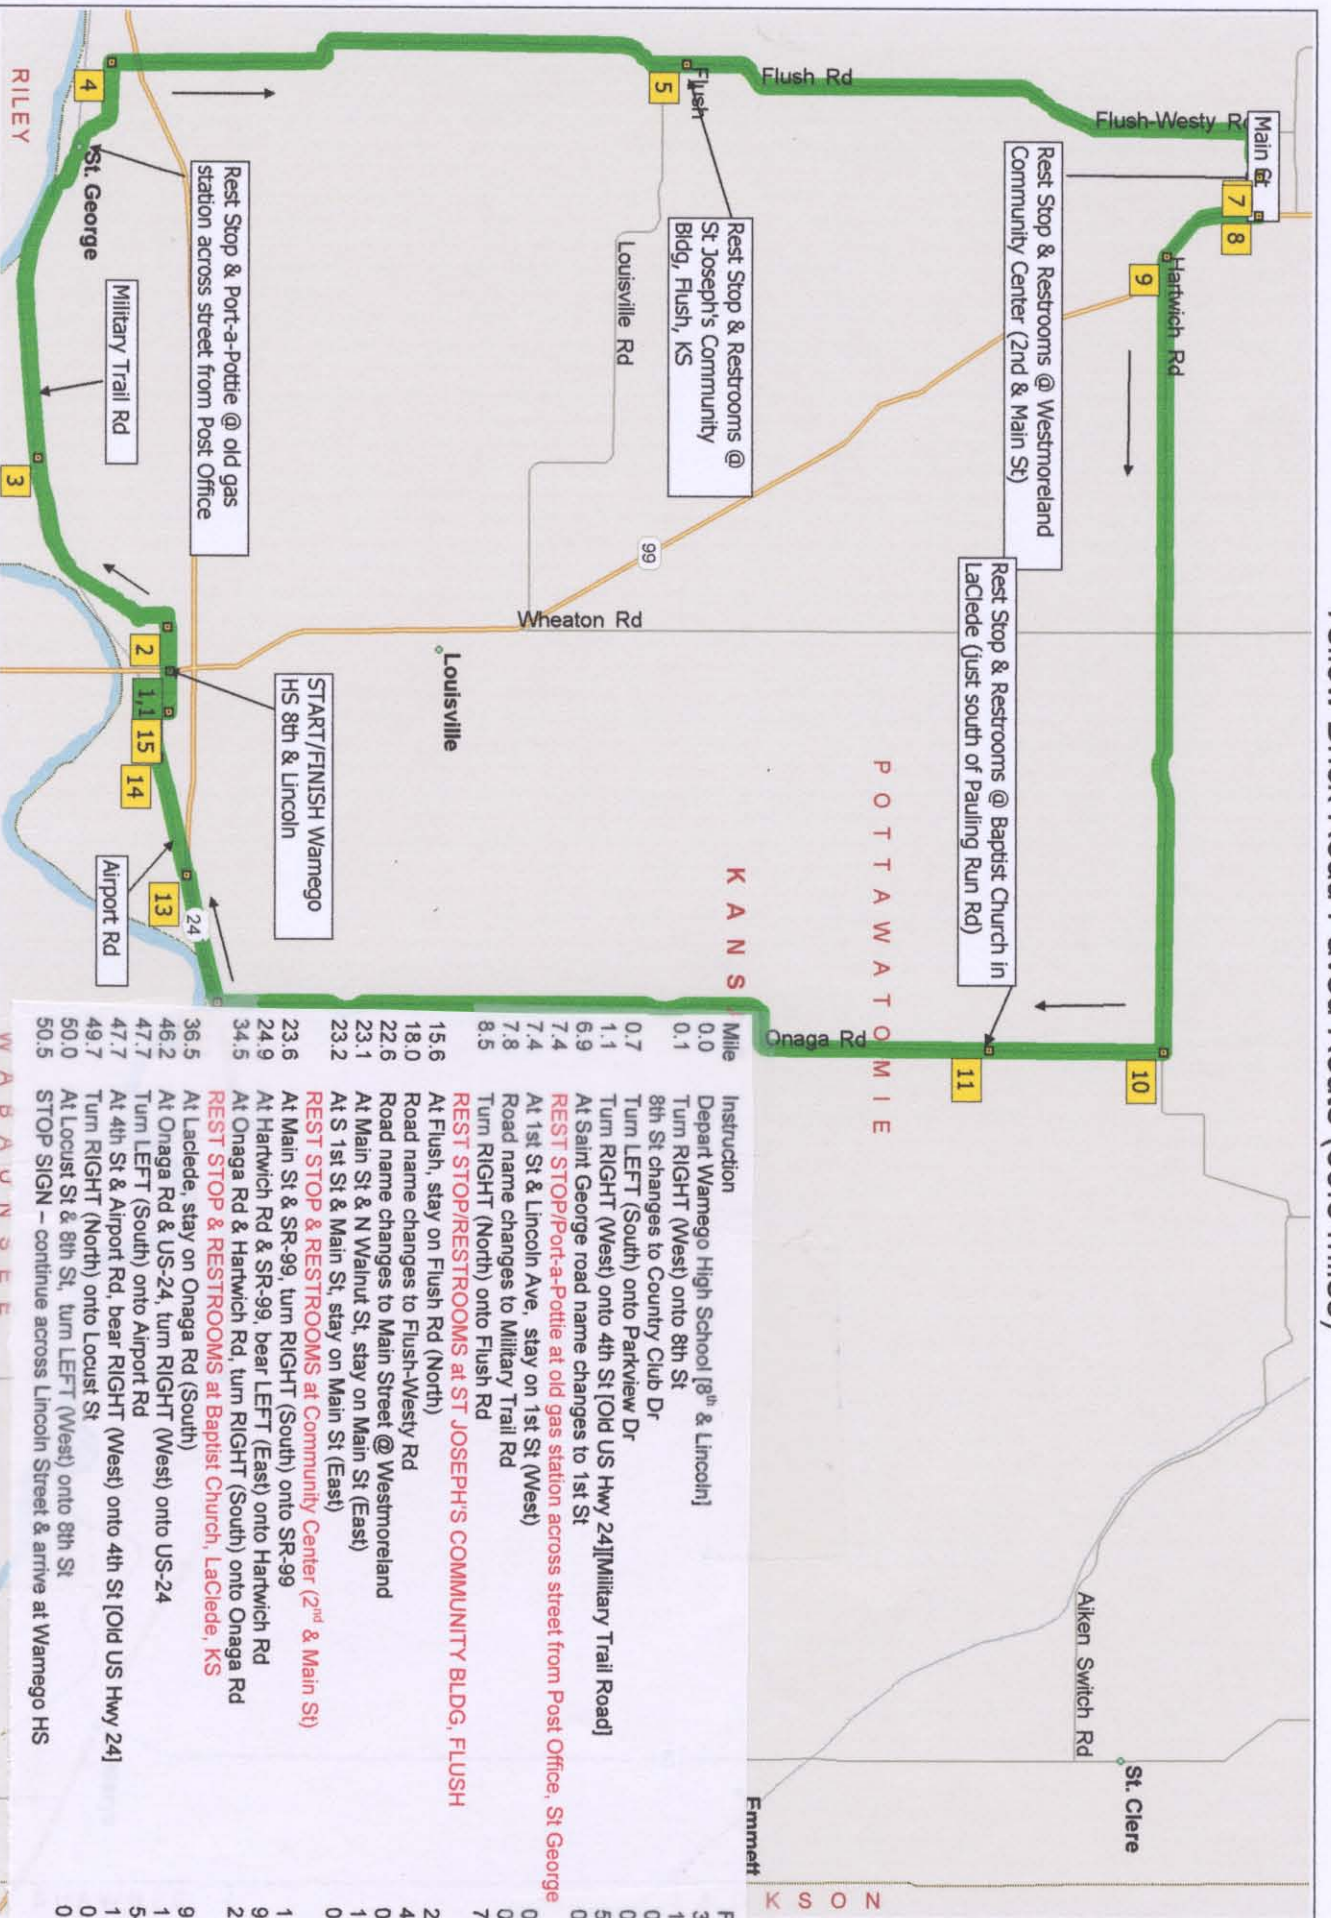 Main St
Flush-Westy
7
8
Hartwich Rd
9
10
Rest Stop & Restrooms @ Westmoreland
Community Center (2nd & Main St)
Rest Stop & Restrooms @ Baptist Church in
LaClede (just south of Pauling Run Rd)
11
Flush Rd
Flush
5
Rest Stop & Restrooms @
St Joseph's Community
Bldg, Flush, KS
Louisville Rd
99
Wheaton Rd
Louisville
POTTAWATOMIE
KANS
Onaga Rd
Aiken Switch Rd
St. Clere
Emmett
KSON
4
St. George
RILEY
Rest Stop & Port-a-Pottie @ old gas
station across street from Post Office
Military Trail Rd
3
2
1,1
15
14
13
24
START/FINISH Wamego
HS 8th & Lincoln
Airport Rd
WABAUNSEE
Mile Instruction
0.0 Depart Wamego High School [8th & Lincoln]
0.1 Turn RIGHT (West) onto 8th St
8th St changes to Country Club Dr
0.7 Turn LEFT (South) onto Parkview Dr
1.1 Turn RIGHT (West) onto 4th St [Old US Hwy 24][Military Trail Road]
6.9 At Saint George road name changes to 1st St
7.4 REST STOP/Port-a-Pottie at old gas station across street from Post Office, St George
7.4 At 1st St & Lincoln Ave, stay on 1st St (West)
7.8 Road name changes to Military Trail Rd
8.5 Turn RIGHT (North) onto Flush Rd
REST STOP/RESTROOMS at ST JOSEPH'S COMMUNITY BLDG, FLUSH
15.6 At Flush, stay on Flush Rd (North)
18.0 Road name changes to Flush-Westy Rd
22.6 Road name changes to Main Street @ Westmoreland
23.1 At Main St & N Walnut St, stay on Main St (East)
23.2 At S 1st St & Main St, stay on Main St (East)
REST STOP & RESTROOMS at Community Center (2nd & Main St)
23.6 At Main St & SR-99, turn RIGHT (South) onto SR-99
24.9 At Hartwich Rd & SR-99, bear LEFT (East) onto Hartwich Rd
34.5 At Onaga Rd & Hartwich Rd, turn RIGHT (South) onto Onaga Rd
REST STOP & RESTROOMS at Baptist Church, LaClede, KS
36.5 At Laclede, stay on Onaga Rd (South)
46.2 At Onaga Rd & US-24, turn RIGHT (West) onto US-24
47.7 Turn LEFT (South) onto Airport Rd
47.7 At 4th St & Airport Rd, bear RIGHT (West) onto 4th St [Old US Hwy 24]
49.7 Turn RIGHT (North) onto Locust St
50.0 At Locust St & 8th St, turn LEFT (West) onto 8th St
50.5 STOP SIGN – continue across Lincoln Street & arrive at Wamego HS